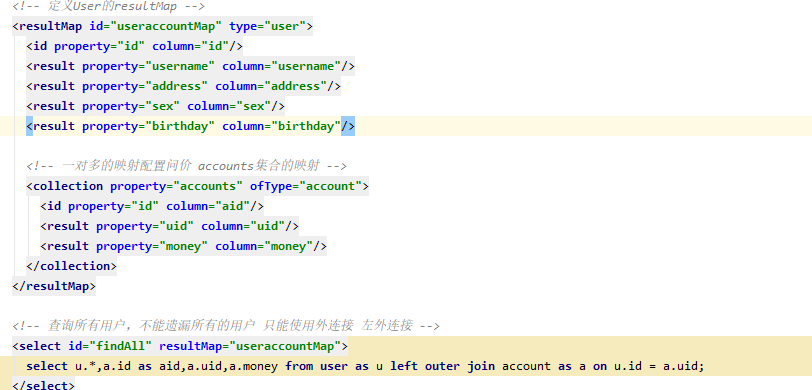 <!-- 定义User的resultMap -->
<resultMap id="useraccountMap" type="user">
<id property="id" column="id"/>
<result property="username" column="username"/>
<result property="address" column="address"/>
<result property="sex" column="sex"/>
<result property="birthday" column="birthday"/>
<!-- 一对多的映射配置问价 accounts集合的映射 -->
<collection property="accounts" ofType="account">
<id property="id" column="aid"/>
<result property="uid" column="uid"/>
<result property="money" column="money"/>
</collection>
</resultMap>
<!-- 查询所有用户，不能遗漏所有的用户 只能使用外连接 左外连接 -->
<select id="findAll" resultMap="useraccountMap">
select u.*,a.id as aid,a.uid,a.money from user as u left outer join account as a on u.id = a.uid;
</select>